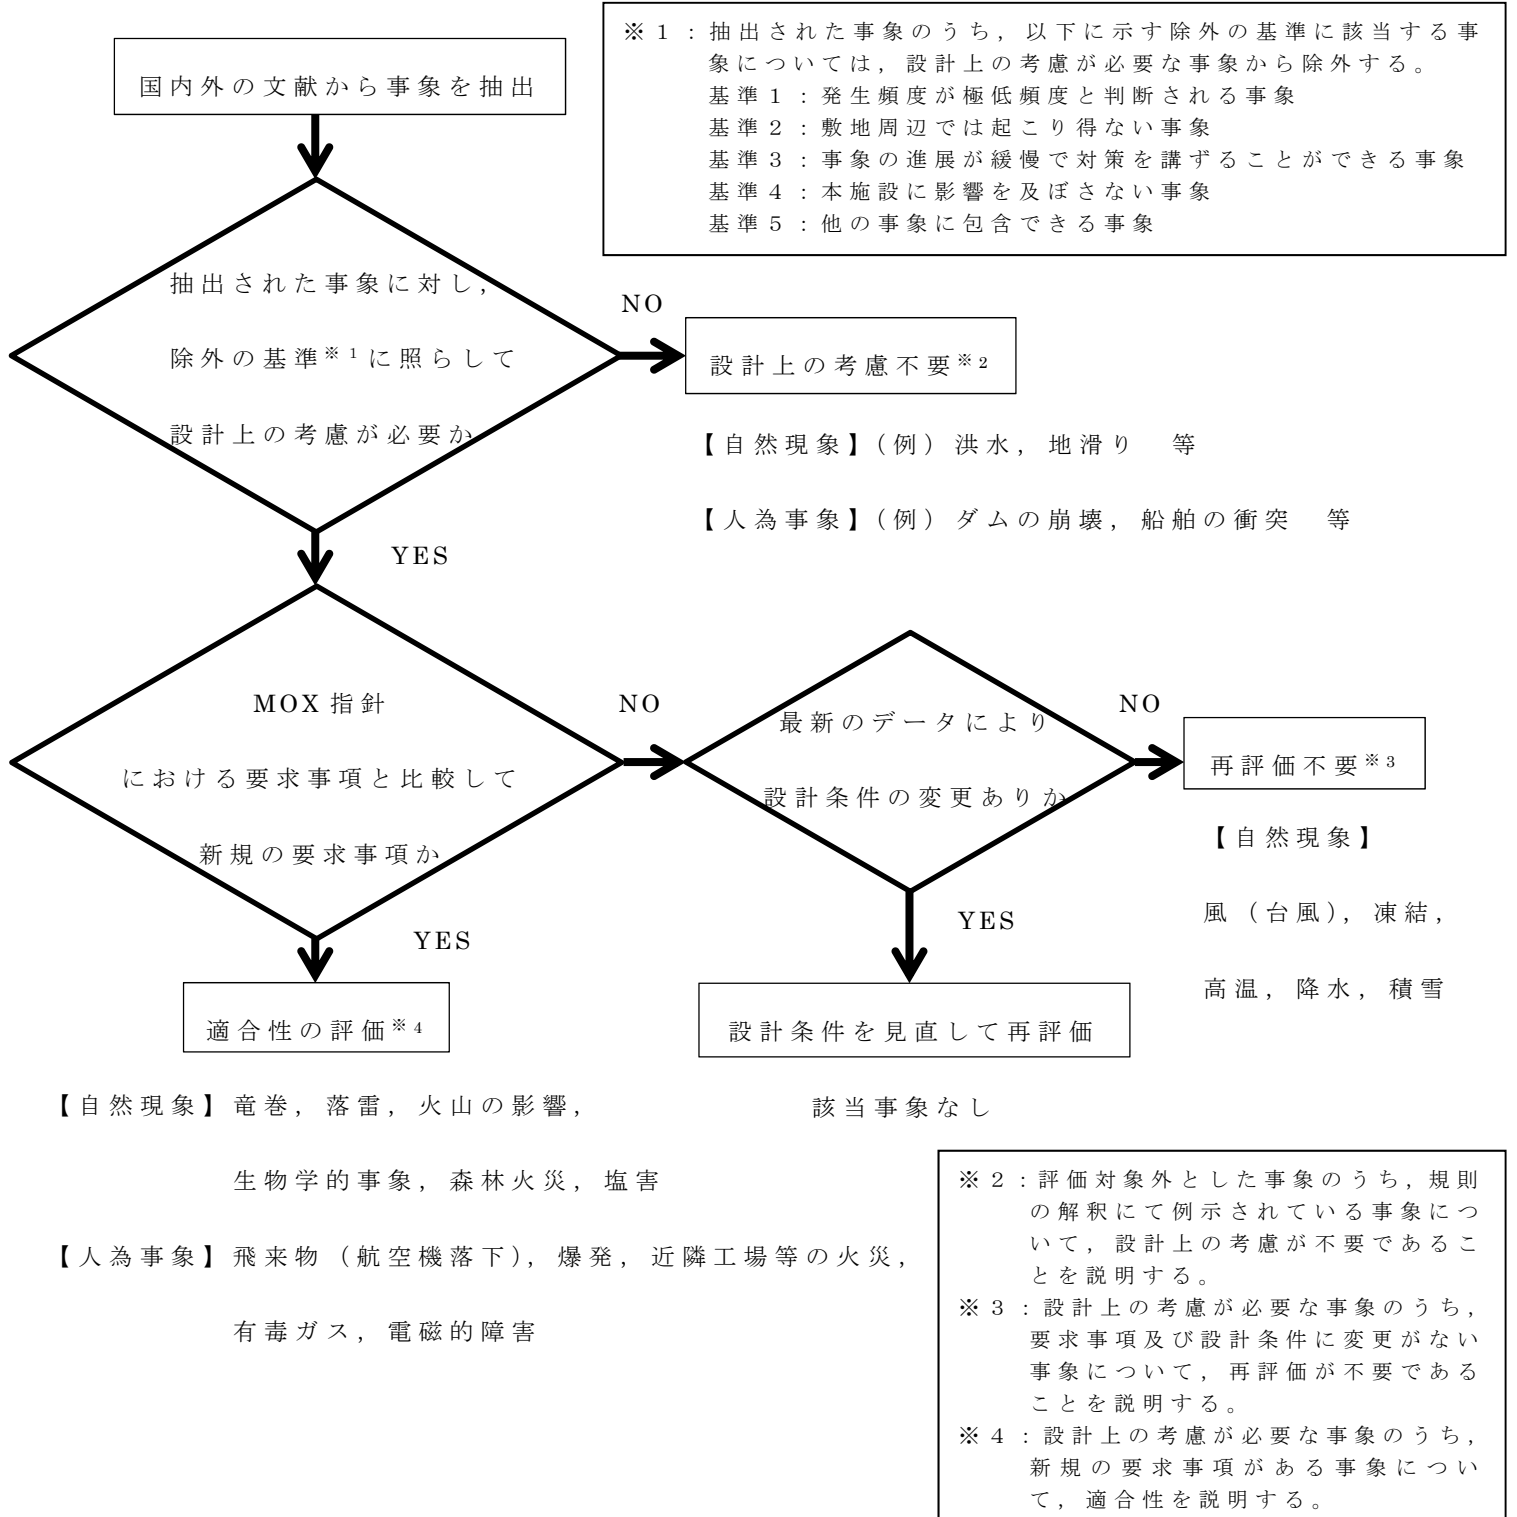 国内外の文献から事象を抽出
※1：抽出された事象のうち，以下に示す除外の基準に該当する事
象については，設計上の考慮が必要な事象から除外する。
基準1：発生頻度が極低頻度と判断される事象
基準2：敷地周辺では起こり得ない事象
基準3：事象の進展が緩慢で対策を講ずることができる事象
基準4：本施設に影響を及ぼさない事象
基準5：他の事象に包含できる事象
抽出された事象に対し，
除外の基準※1に照らして
設計上の考慮が必要か
NO
設計上の考慮不要※2
【自然現象】（例）洪水，地滑り　等
【人為事象】（例）ダムの崩壊，船舶の衝突　等
YES
MOX指針
における要求事項と比較して
新規の要求事項か
NO
最新のデータにより
設計条件の変更ありか
NO
再評価不要※3
【自然現象】
風（台風），凍結，
高温，降水，積雪
YES
設計条件を見直して再評価
該当事象なし
YES
適合性の評価※4
【自然現象】竜巻，落雷，火山の影響，
生物学的事象，森林火災，塩害
【人為事象】飛来物（航空機落下），爆発，近隣工場等の火災，
有毒ガス，電磁的障害
※2：評価対象外とした事象のうち，規則
の解釈にて例示されている事象につ
いて，設計上の考慮が不要であるこ
とを説明する。
※3：設計上の考慮が必要な事象のうち，
要求事項及び設計条件に変更がない
事象について，再評価が不要である
ことを説明する。
※4：設計上の考慮が必要な事象のうち，
新規の要求事項がある事象につい
て，適合性を説明する。